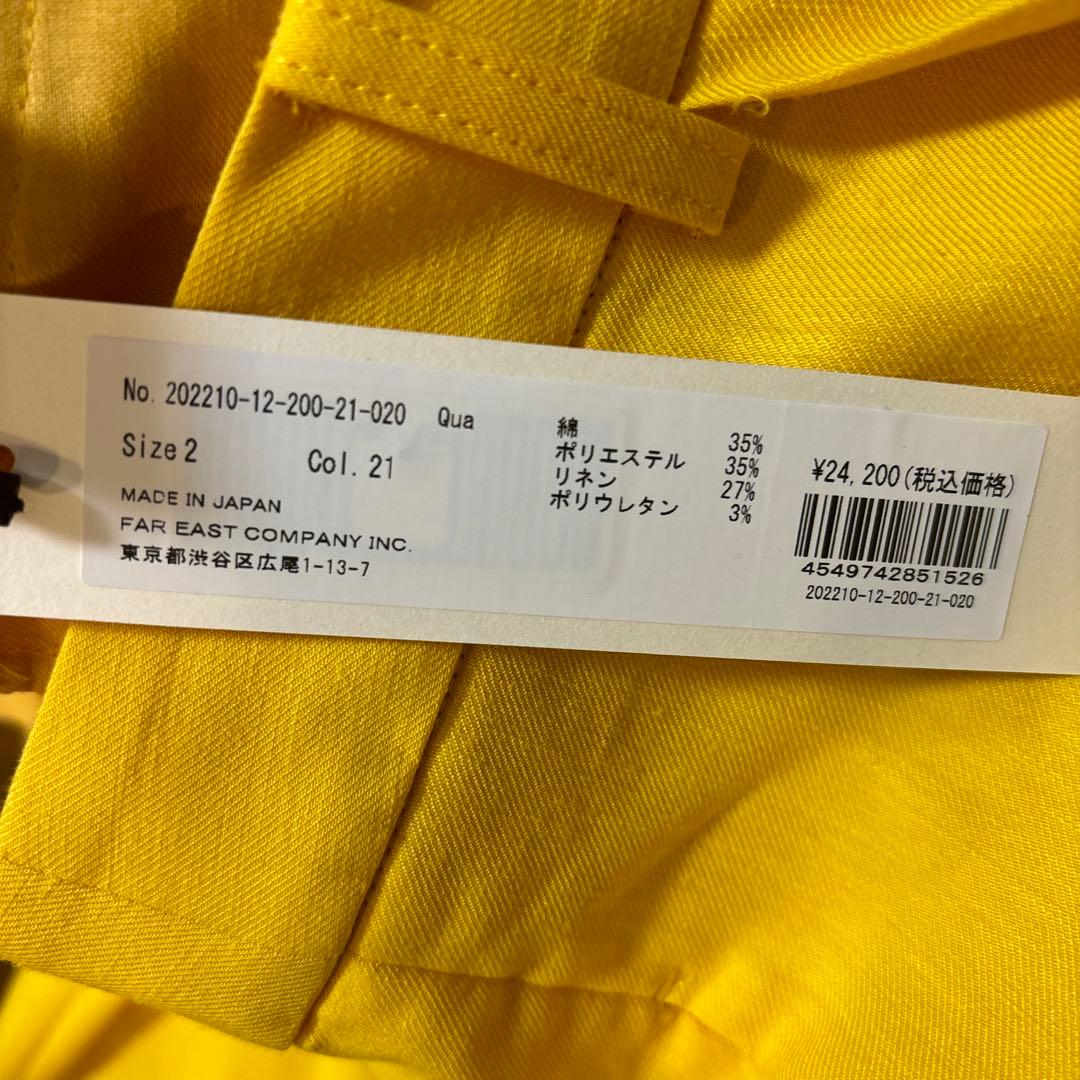 No. 202210-12-200-21-020 Qua
Size 2 Col. 21
MADE IN JAPAN
FAR EAST COMPANY INC.
東京都渋谷区広尾1-13-7
綿 35%
ポリエステル 35%
リネン 27%
ポリウレタン 3%
¥24,200(税込価格)
4549742851526
202210-12-200-21-020